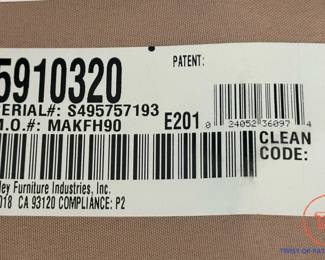 5910320
PATENT:
ERIAL#: S495757193
M.O.#: MAKFH90
E201
0 24052 36097 4
CLEAN
CODE:
ley Furniture Industries, Inc.
018 CA 93120 COMPLIANCE: P2